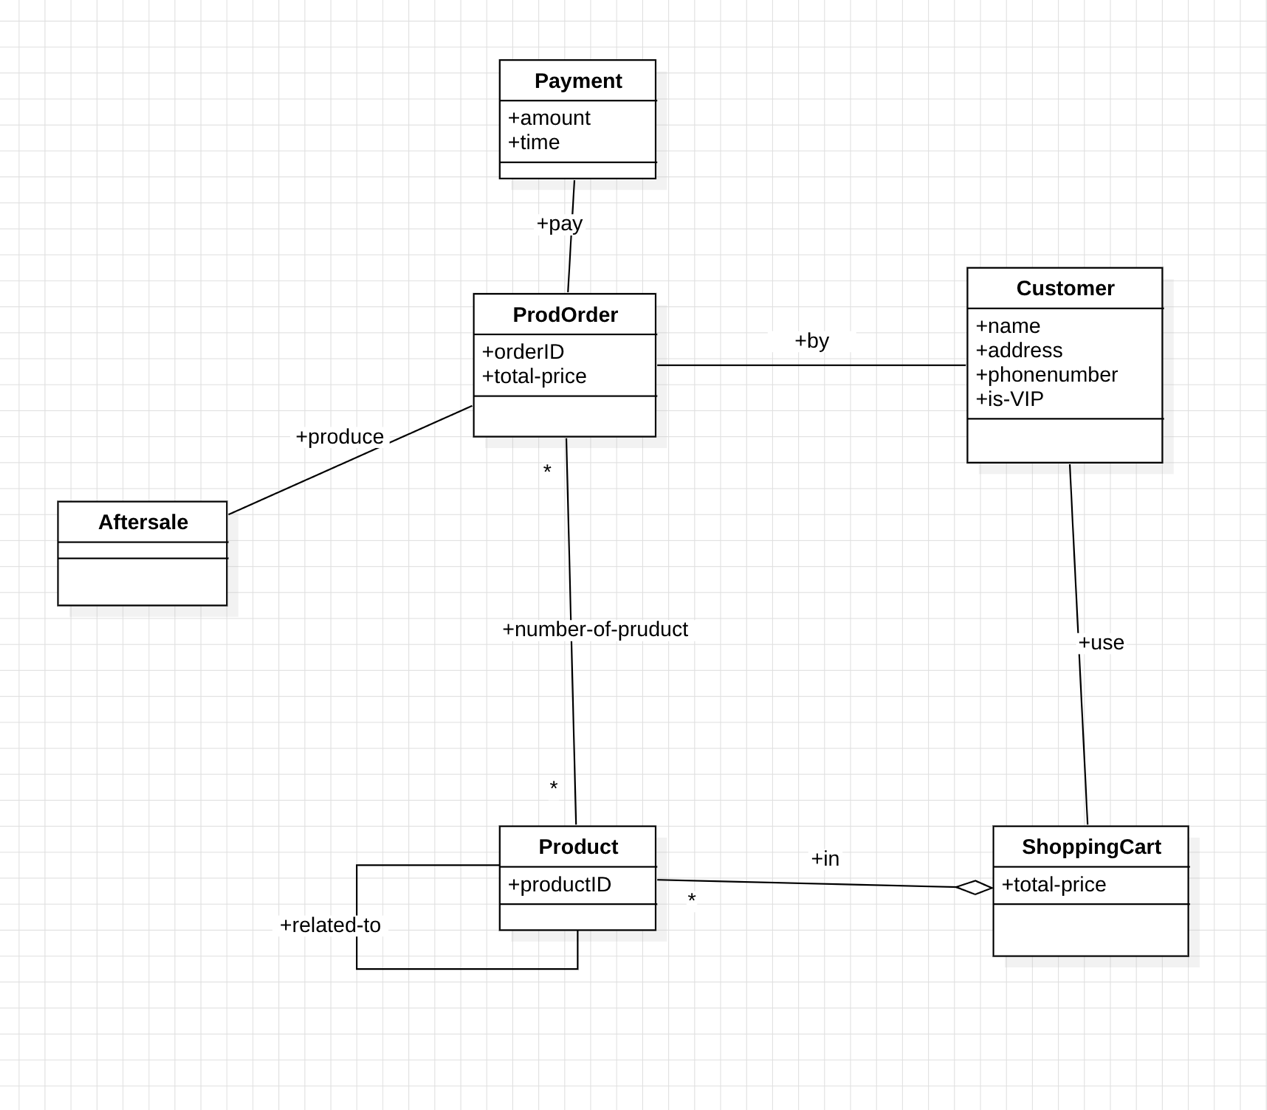 Payment
+amount
+time
+pay
ProdOrder
+orderID
+total-price
+by
Customer
+name
+address
+phonenumber
+is-VIP
+produce
*
Aftersale
+number-of-pruduct
+use
*
Product
+productID
+in
*
ShoppingCart
+total-price
+related-to